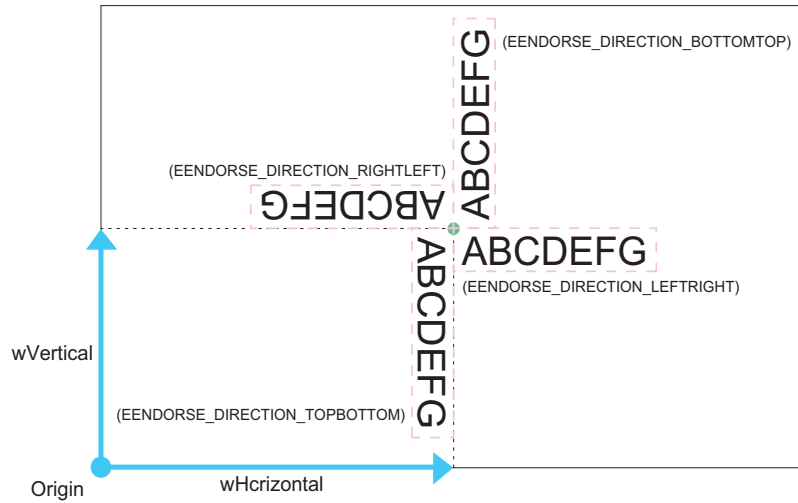 ABCDEFG
(EENDORSE_DIRECTION_BOTTOMTOP)
(EENDORSE_DIRECTION_RIGHTLEFT)
ABCDEFG
ABCDEFG
(EENDORSE_DIRECTION_LEFTRIGHT)
ABCDEFG
wVertical
(EENDORSE_DIRECTION_TOPBOTTOM)
Origin
wHcrizontal